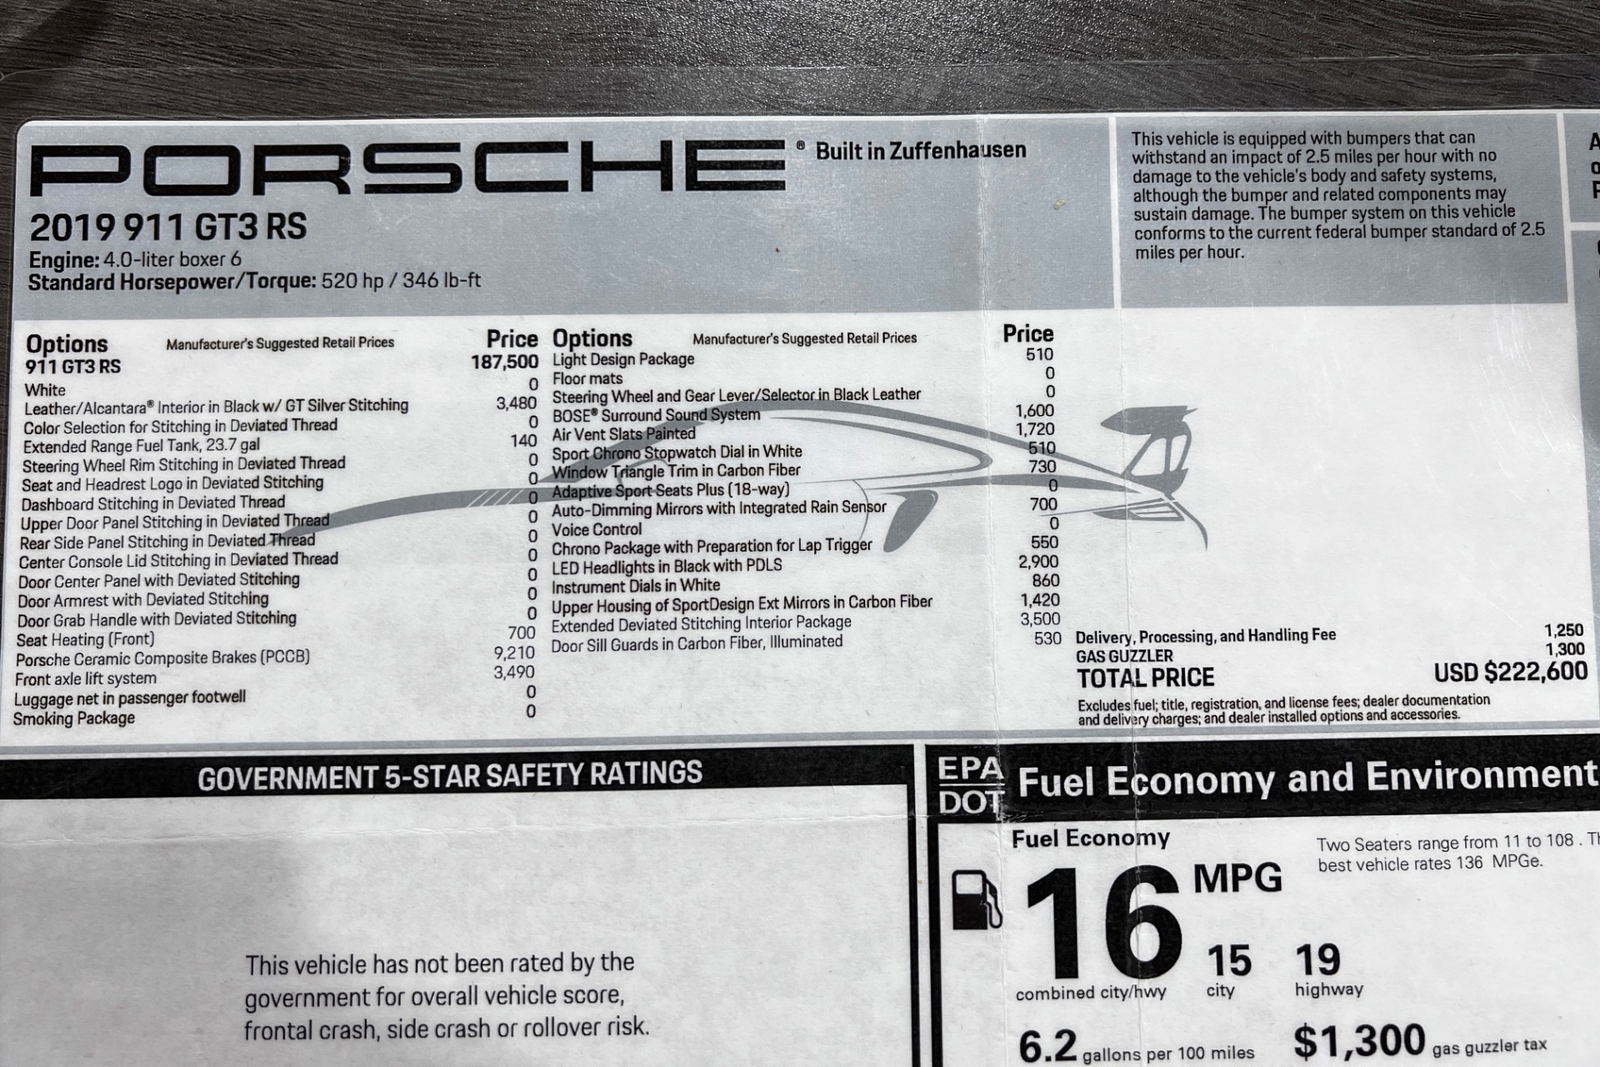 PORSCHE® Built in Zuffenhausen
2019 911 GT3 RS
Engine: 4.0-liter boxer 6
Standard Horsepower/Torque: 520 hp / 346 lb-ft
This vehicle is equipped with bumpers that can
withstand an impact of 2.5 miles per hour with no
damage to the vehicle's body and safety systems,
although the bumper and related components may
sustain damage. The bumper system on this vehicle
conforms to the current federal bumper standard of 2.5
miles per hour.
Options Manufacturer's Suggested Retail Prices Price
911 GT3 RS 187,500
White 0
Leather/Alcantara® Interior in Black w/ GT Silver Stitching 3,480
Color Selection for Stitching in Deviated Thread 0
Extended Range Fuel Tank, 23.7 gal 140
Steering Wheel Rim Stitching in Deviated Thread 0
Seat and Headrest Logo in Deviated Stitching 0
Dashboard Stitching in Deviated Thread 0
Upper Door Panel Stitching in Deviated Thread 0
Rear Side Panel Stitching in Deviated Thread 0
Center Console Lid Stitching in Deviated Thread 0
Door Center Panel with Deviated Stitching 0
Door Armrest with Deviated Stitching 0
Door Grab Handle with Deviated Stitching 0
Seat Heating (Front) 700
Porsche Ceramic Composite Brakes (PCCB) 9,210
Front axle lift system 3,490
Luggage net in passenger footwell 0
Smoking Package 0
Options Manufacturer's Suggested Retail Prices Price
Light Design Package 510
Floor mats 0
Steering Wheel and Gear Lever/Selector in Black Leather 0
BOSE® Surround Sound System 1,600
Air Vent Slats Painted 1,720
Sport Chrono Stopwatch Dial in White 510
Window Triangle Trim in Carbon Fiber 730
Adaptive Sport Seats Plus (18-way) 0
Auto-Dimming Mirrors with Integrated Rain Sensor 700
Voice Control 0
Chrono Package with Preparation for Lap Trigger 550
LED Headlights in Black with PDLS 2,900
Instrument Dials in White 860
Upper Housing of SportDesign Ext Mirrors in Carbon Fiber 1,420
Extended Deviated Stitching Interior Package 3,500
Door Sill Guards in Carbon Fiber, Illuminated 530
Delivery, Processing, and Handling Fee 1,250
GAS GUZZLER 1,300
TOTAL PRICE USD $222,600
Excludes fuel; title, registration, and license fees; dealer documentation
and delivery charges; and dealer installed options and accessories.
GOVERNMENT 5-STAR SAFETY RATINGS
This vehicle has not been rated by the
government for overall vehicle score,
frontal crash, side crash or rollover risk.
EPA
DOT
Fuel Economy and Environment
Fuel Economy
16 MPG
combined city/hwy
15
city
19
highway
Two Seaters range from 11 to 108 .
best vehicle rates 136 MPGe.
6.2 gallons per 100 miles
$1,300 gas guzzler tax